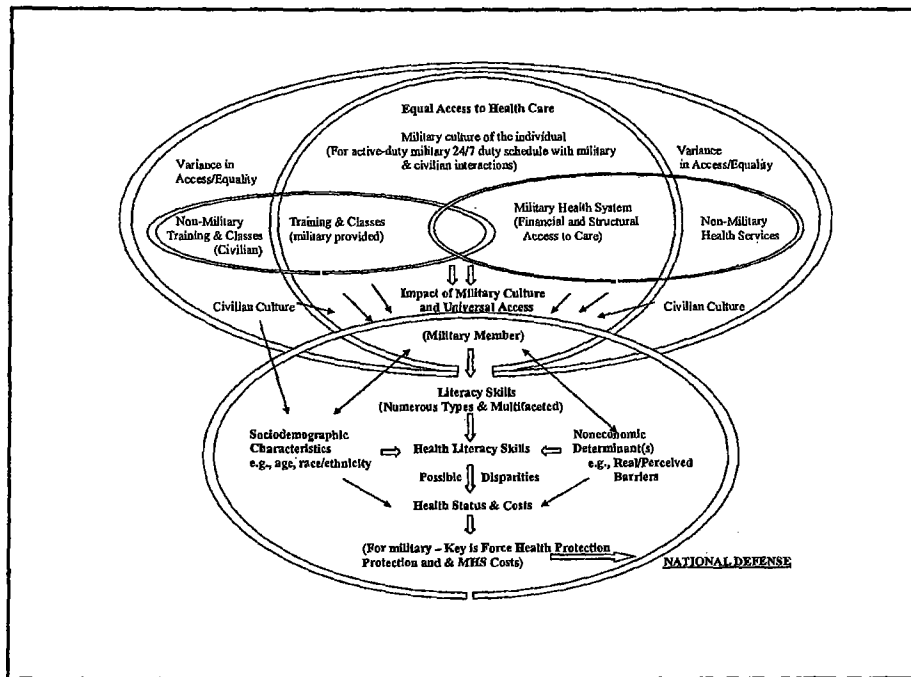 Equal Access to Health Care
Military culture of the individual
(For active-duty military 24/7 duty schedule with military
& civilian interactions)
Variance in
Access/Equality
Variance
in Access/Equality
Non-Military
Training & Classes
(Civilian)
Training & Classes
(military provided)
Military Health System
(Financial and Structural
Access to Care)
Non-Military
Health Services
Civilian Culture
Impact of Military Culture
and Universal Access
Civilian Culture
(Military Member)
Literacy Skills
(Numerous Types & Multifaceted)
Sociodemographic
Characteristics
e.g., age, race/ethnicity
Health Literacy Skills
Noneconomic
Determinant(s)
e.g., Real/Perceived
Barriers
Possible Disparities
Health Status & Costs
(For military – Key is Force Health Protection
Protection and & MHS Costs)
NATIONAL DEFENSE